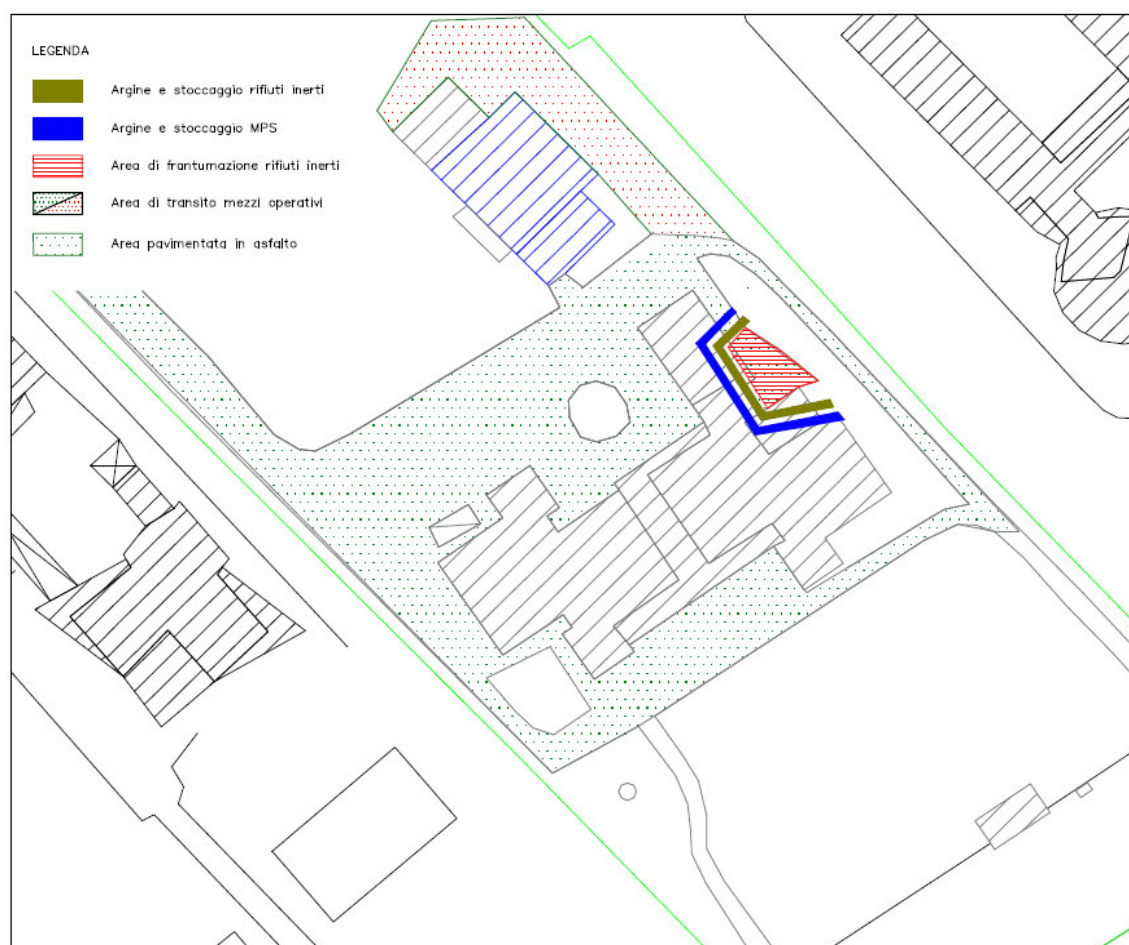 LEGENDA
Argine e stoccaggio rifiuti inerti
Argine e stoccaggio MPS
Area di frantumazione rifiuti inerti
Area di transito mezzi operativi
Area pavimentata in asfalto